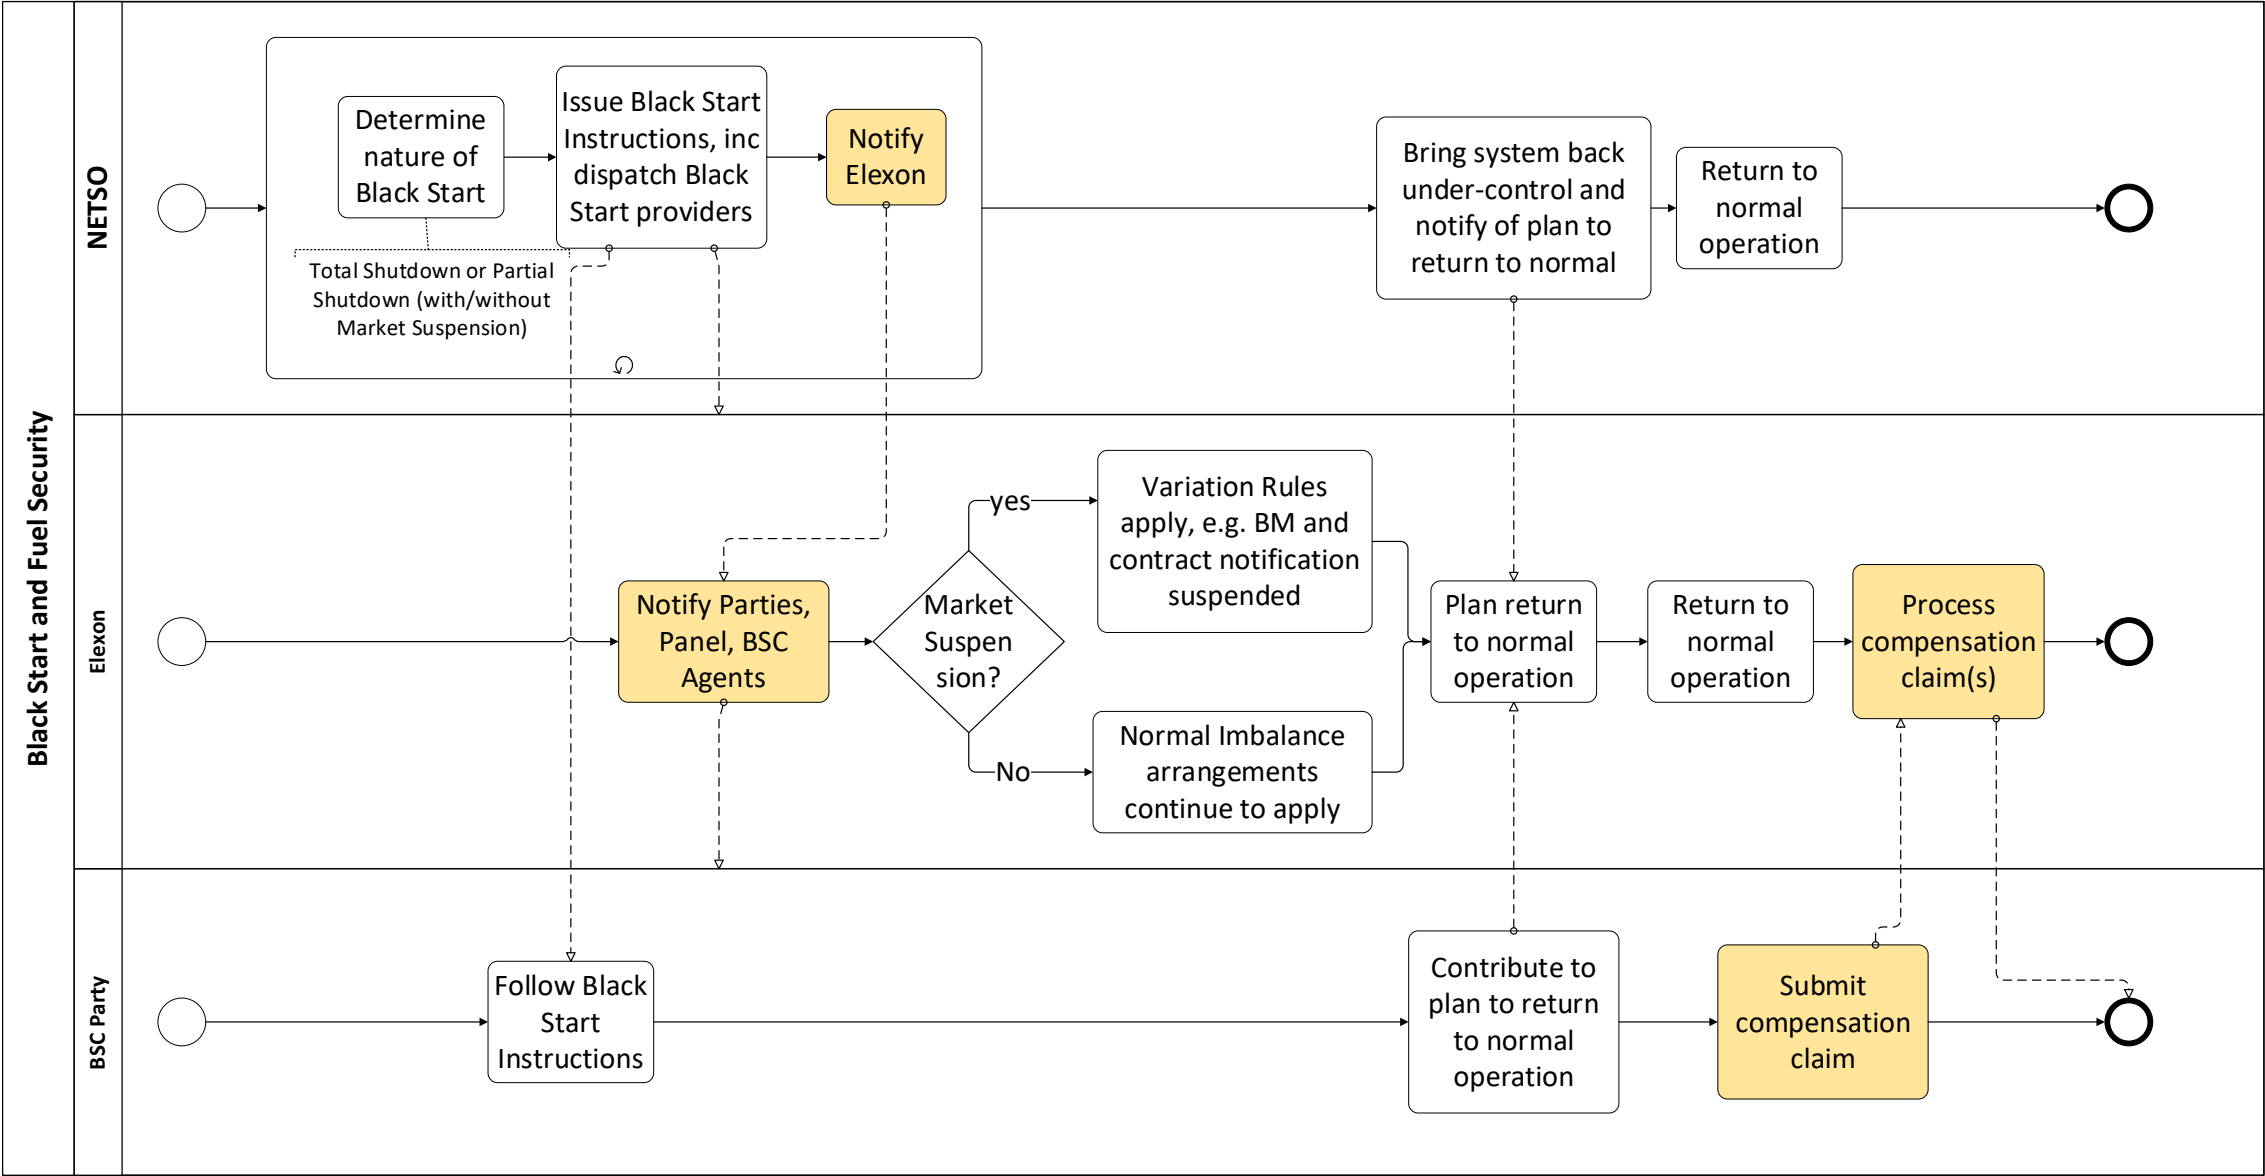 Black Start and Fuel Security
NETSO
Determine
nature of
Black Start
Issue Black Start
Instructions, inc
dispatch Black
Start providers
Notify
Elexon
Total Shutdown or Partial
Shutdown (with/without
Market Suspension)
Bring system back
under-control and
notify of plan to
return to normal
Return to
normal
operation
Elexon
Notify Parties,
Panel, BSC
Agents
Market
Suspen
sion?
yes
Variation Rules
apply, e.g. BM and
contract notification
suspended
No
Normal Imbalance
arrangements
continue to apply
Plan return
to normal
operation
Return to
normal
operation
Process
compensation
claim(s)
BSC Party
Follow Black
Start
Instructions
Contribute to
plan to return
to normal
operation
Submit
compensation
claim